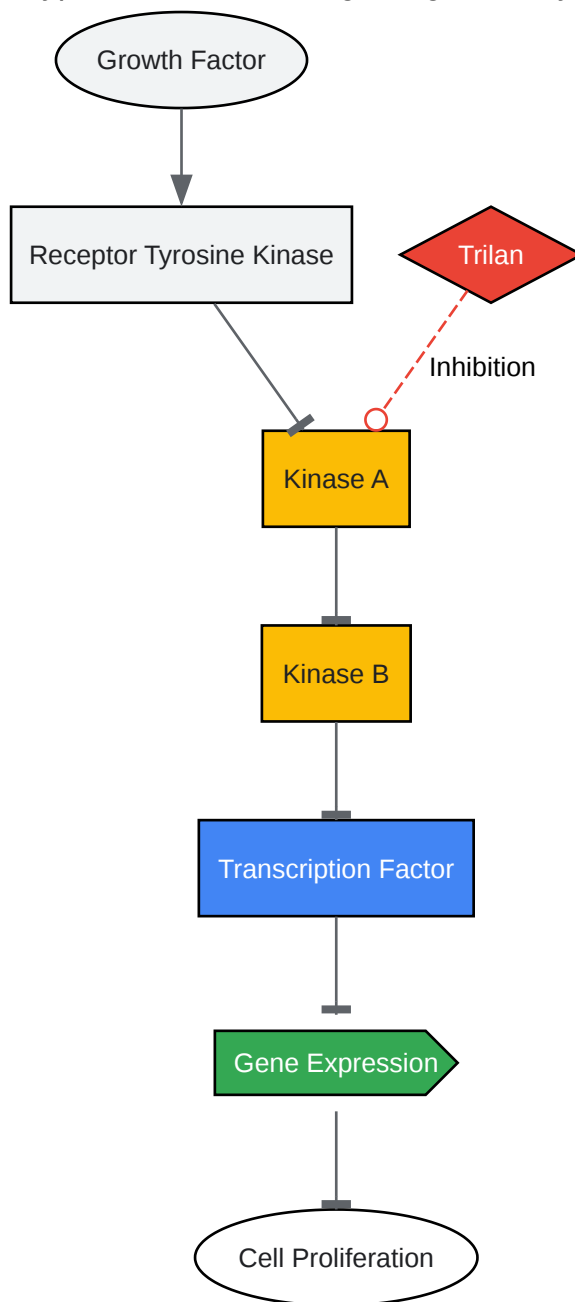 Growth Factor
Receptor Tyrosine Kinase
Trilan
Inhibition
Kinase A
Kinase B
Transcription Factor
Gene Expression
Cell Proliferation